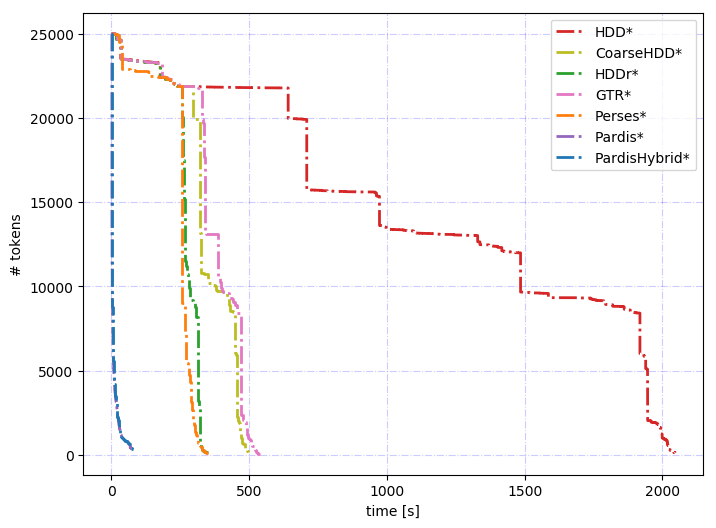 25000
20000
15000
10000
5000
0
# tokens
0 500 1000 1500 2000
time [s]
HDD*
CoarseHDD*
HDDr*
GTR*
Perses*
Pardis*
PardisHybrid*